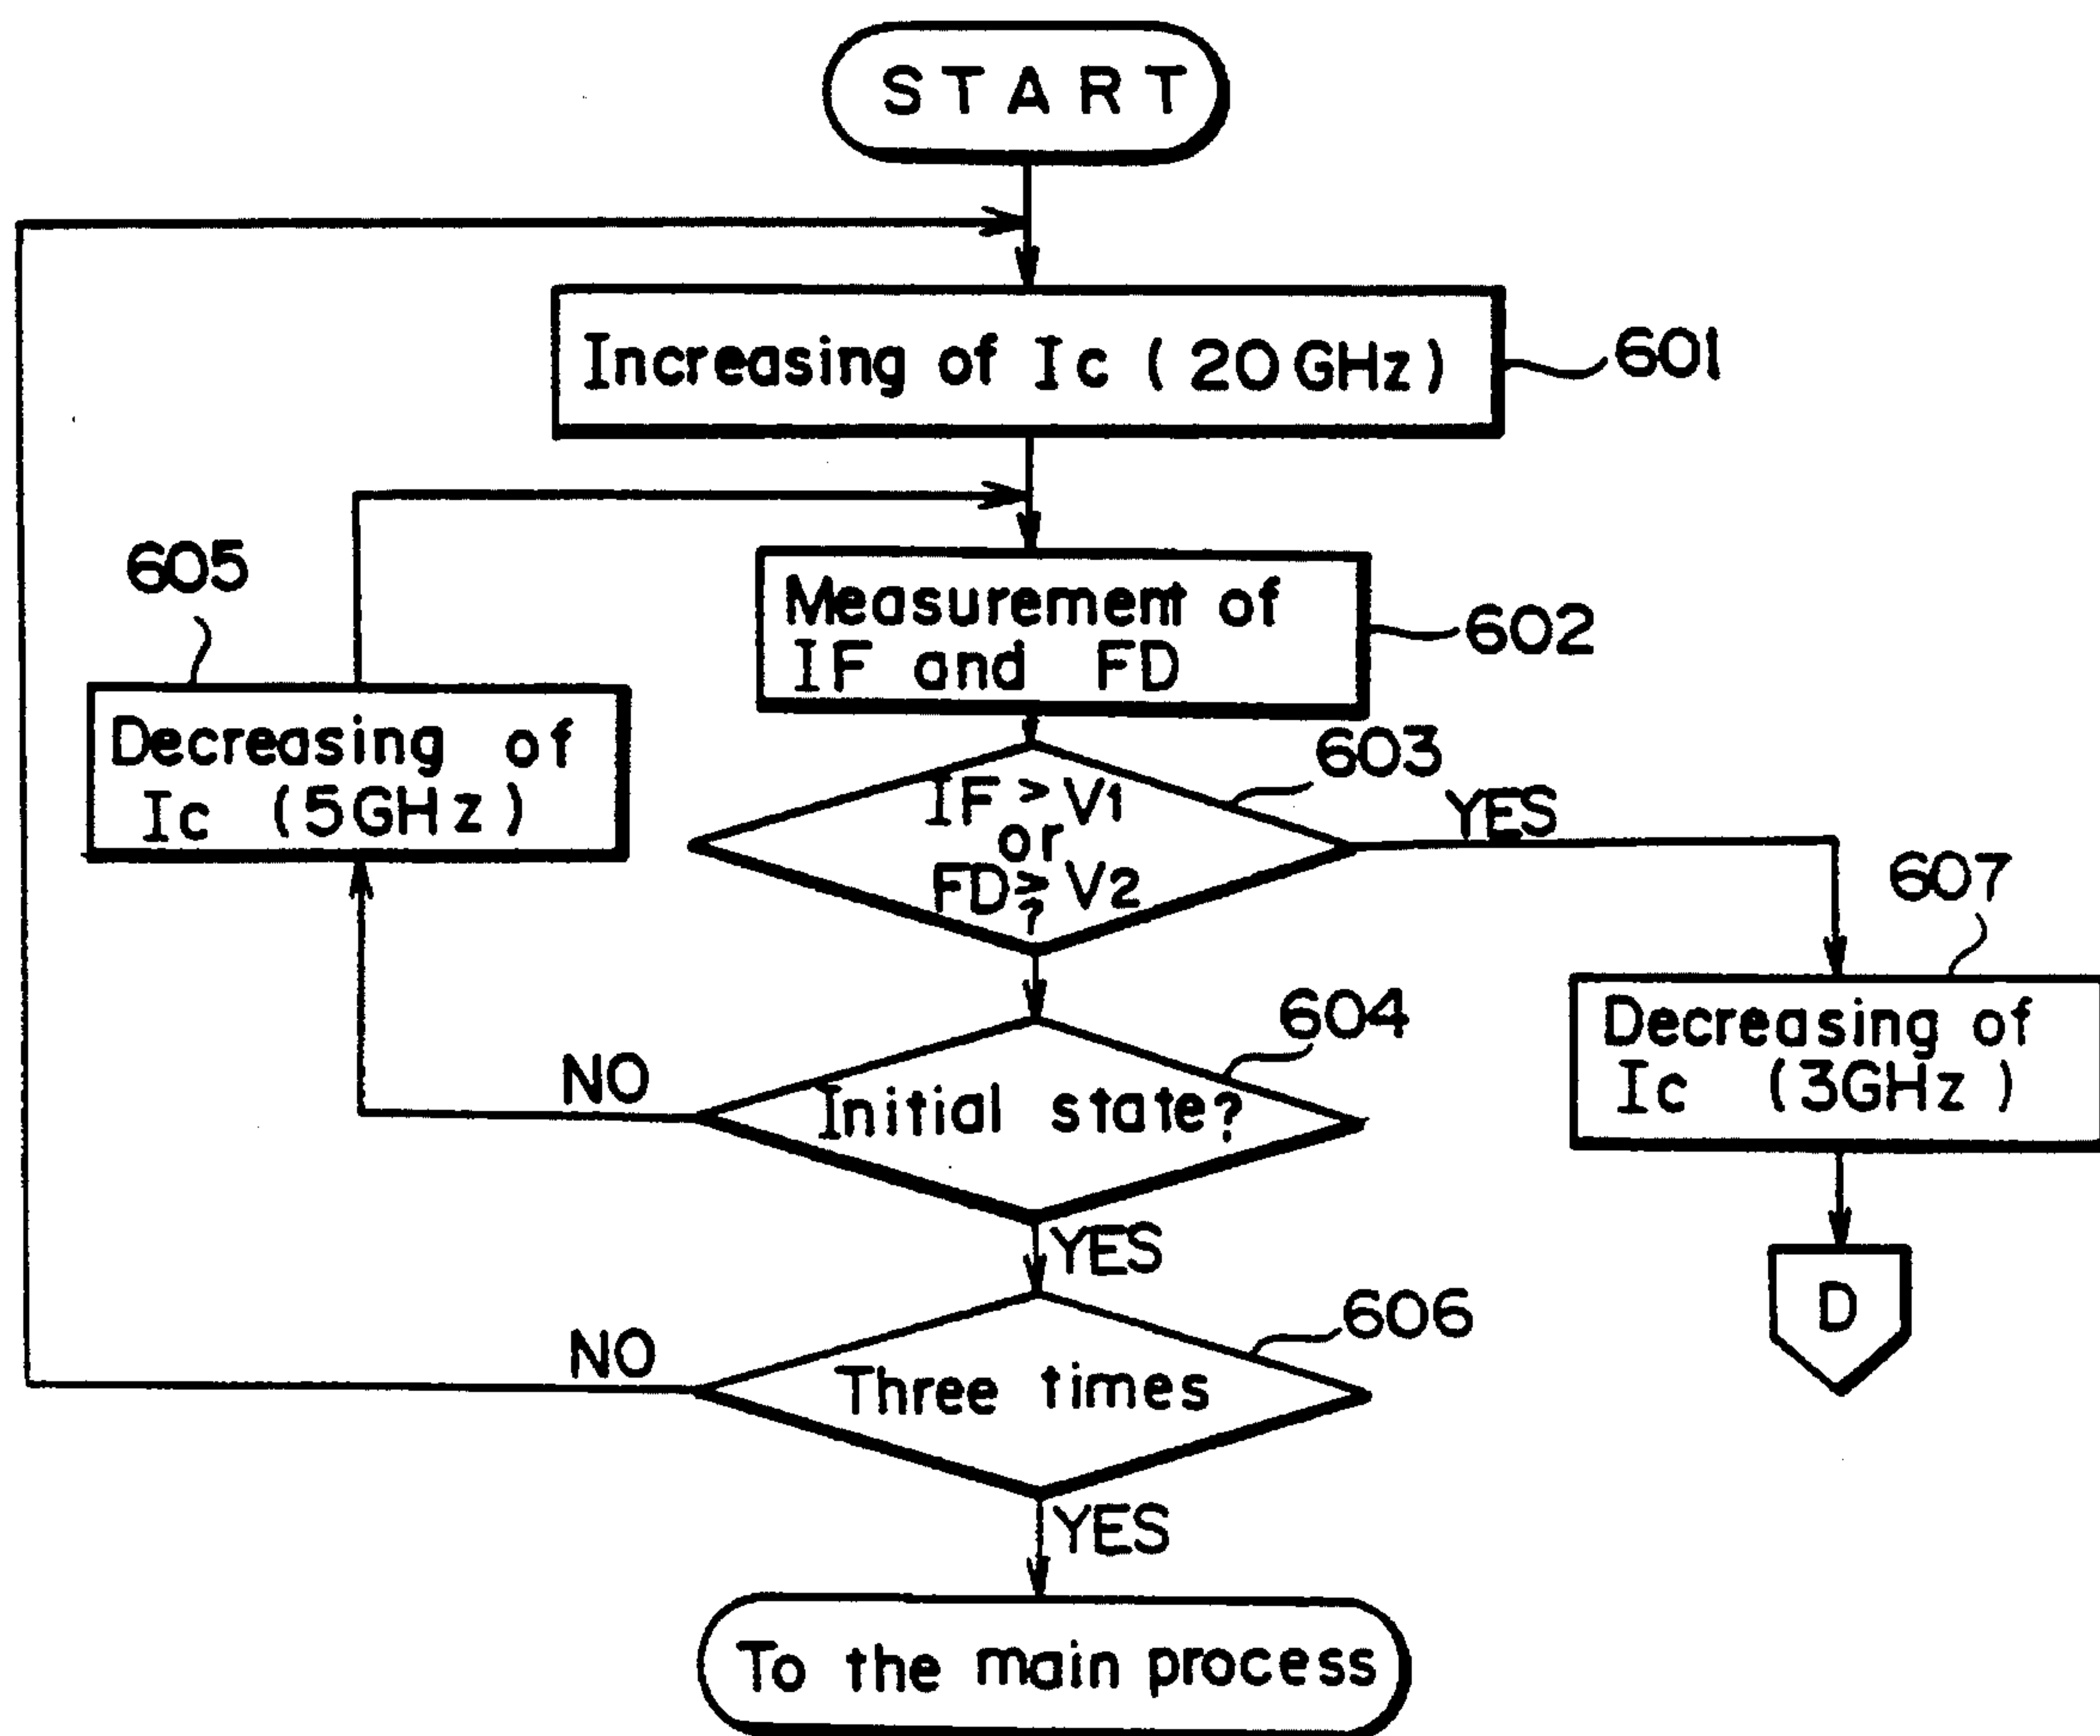 START
Increasing of Ic (20GHz)
601
605
Measurement of
IF and FD
602
Decreasing of
Ic (5GHz)
603
IF > V1
or
FD > V2
?
YES
607
604
Decreasing of
Ic (3GHz)
NO
Initial state?
YES
D
606
NO
Three times
YES
To the main process